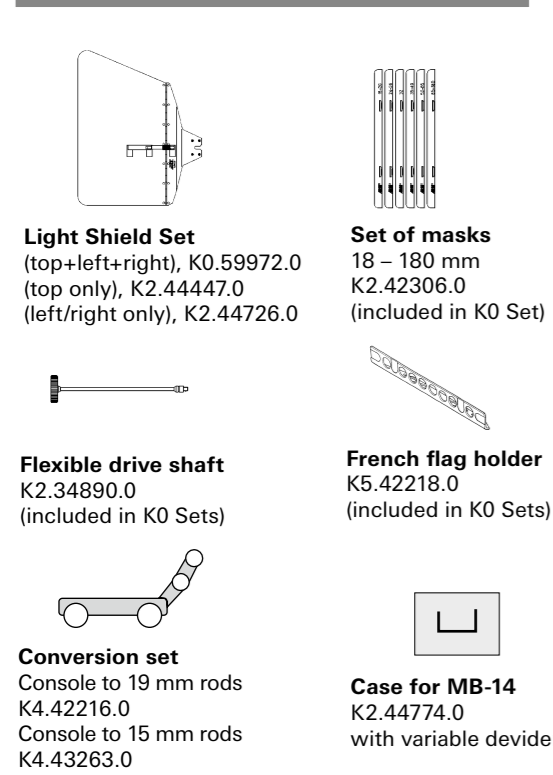 Light Shield Set
(top+left+right), K0.59972.0
(top only), K2.44447.0
(left/right only), K2.44726.0
Set of masks
18 – 180 mm
K2.42306.0
(included in K0 Set)
Flexible drive shaft
K2.34890.0
(included in K0 Sets)
French flag holder
K5.42218.0
(included in K0 Sets)
Conversion set
Console to 19 mm rods
K4.42216.0
Console to 15 mm rods
K4.43263.0
Case for MB-14
K2.44774.0
with variable devide